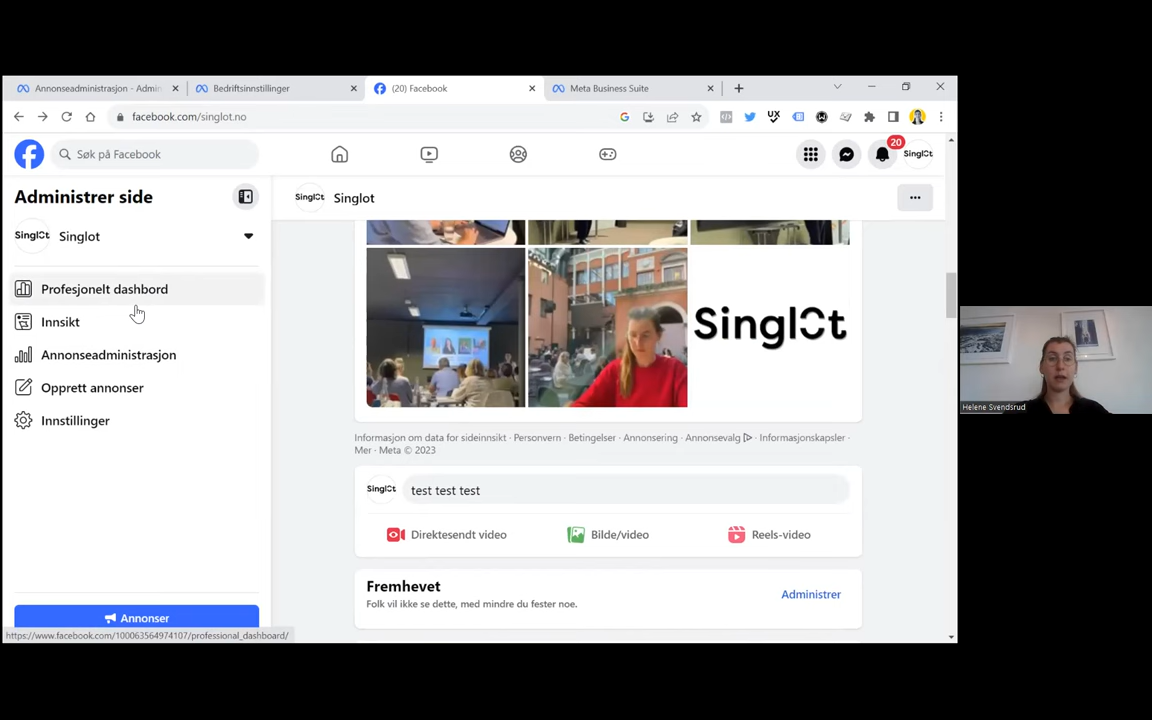 Annonseadministrasjon - Admin
Bedriftsinnstillinger
(20) Facebook
Meta Business Suite
facebook.com/singlot.no
Søk på Facebook
20
Singlot
Administrer side
Singlot
Singlot
Singlot
Singlot
Profesjonelt dashbord
Innsikt
Annonseadministrasjon
Opprett annonser
Innstillinger
Singlot
Informasjon om data for sideinnsikt · Personvern · Betingelser · Annonsering · Annonsevalg · Informasjonskapsler ·
Mer · Meta © 2023
Singlot
test test test
Direktesendt video
Bilde/video
Reels-video
Fremhevet
Administrer
Folk vil ikke se dette, med mindre du fester noe.
Annonser
https://www.facebook.com/100063564974107/professional_dashboard/
Helene Svendsrud